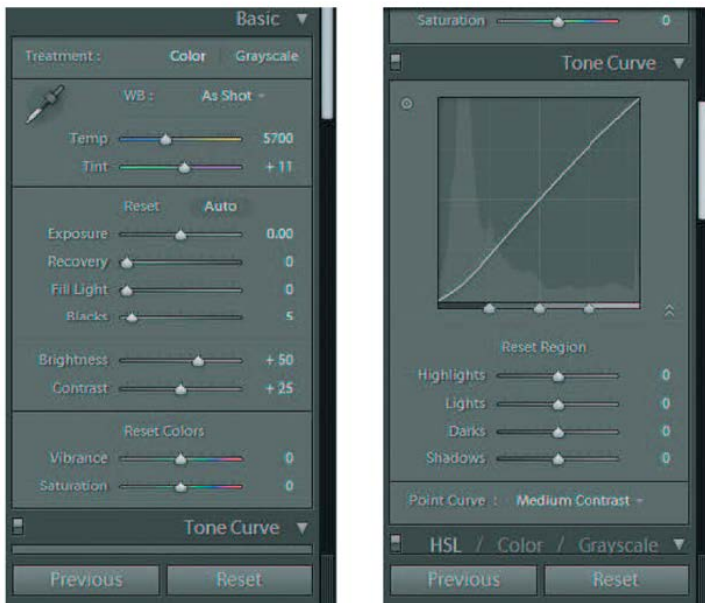 Basic
Treatment : Color Grayscale
WB : As Shot
Temp 5700
Tint + 11
Reset Auto
Exposure 0.00
Recovery 0
Fill Light 0
Blacks 5
Brightness + 50
Contrast + 25
Reset Colors
Vibrance 0
Saturation 0
Tone Curve
Previous Reset
Saturation 0
Tone Curve
Reset Region
Highlights 0
Lights 0
Darks 0
Shadows 0
Point Curve : Medium Contrast
HSL / Color / Grayscale
Previous Reset